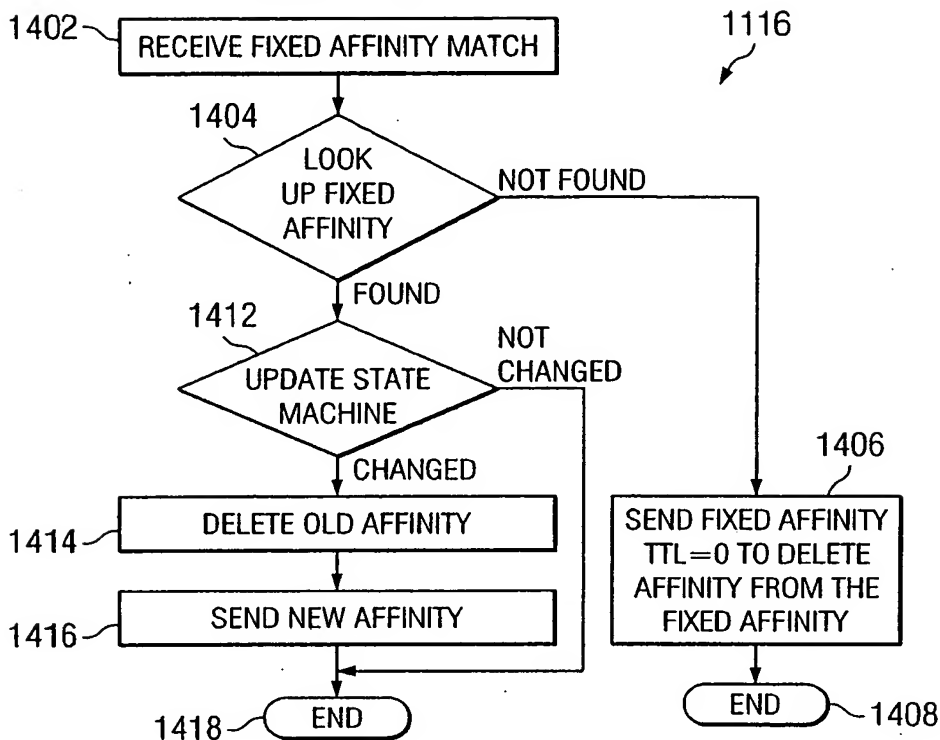 1402
RECEIVE FIXED AFFINITY MATCH
1116
1404
LOOK
UP FIXED
AFFINITY
NOT FOUND
FOUND
1412
NOT
CHANGED
UPDATE STATE
MACHINE
CHANGED
1406
1414
DELETE OLD AFFINITY
SEND FIXED AFFINITY
TTL=0 TO DELETE
AFFINITY FROM THE
FIXED AFFINITY
1416
SEND NEW AFFINITY
1418
END
END
1408